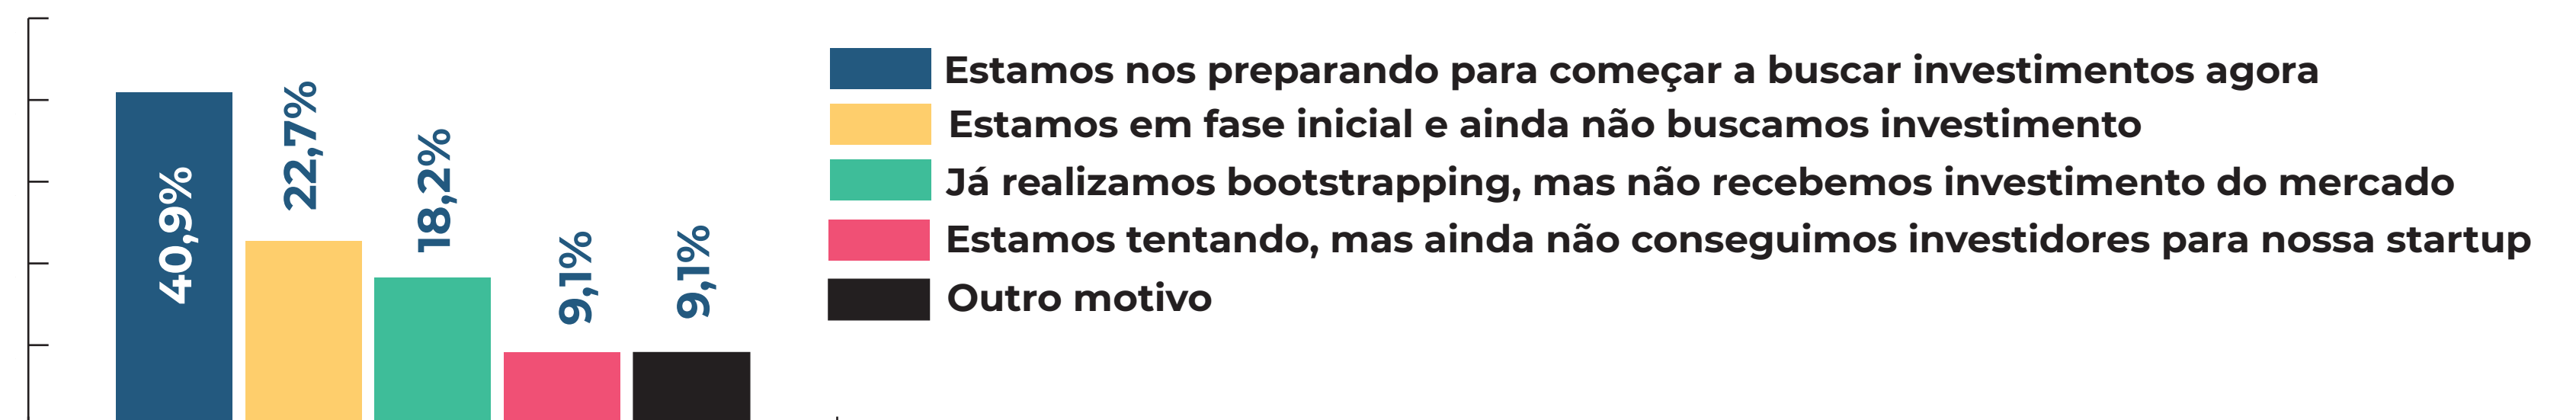 40,9%
22,7%
18,2%
9,1%
9,1%
Estamos nos preparando para começar a buscar investimentos agora
Estamos em fase inicial e ainda não buscamos investimento
Já realizamos bootstrapping, mas não recebemos investimento do mercado
Estamos tentando, mas ainda não conseguimos investidores para nossa startup
Outro motivo